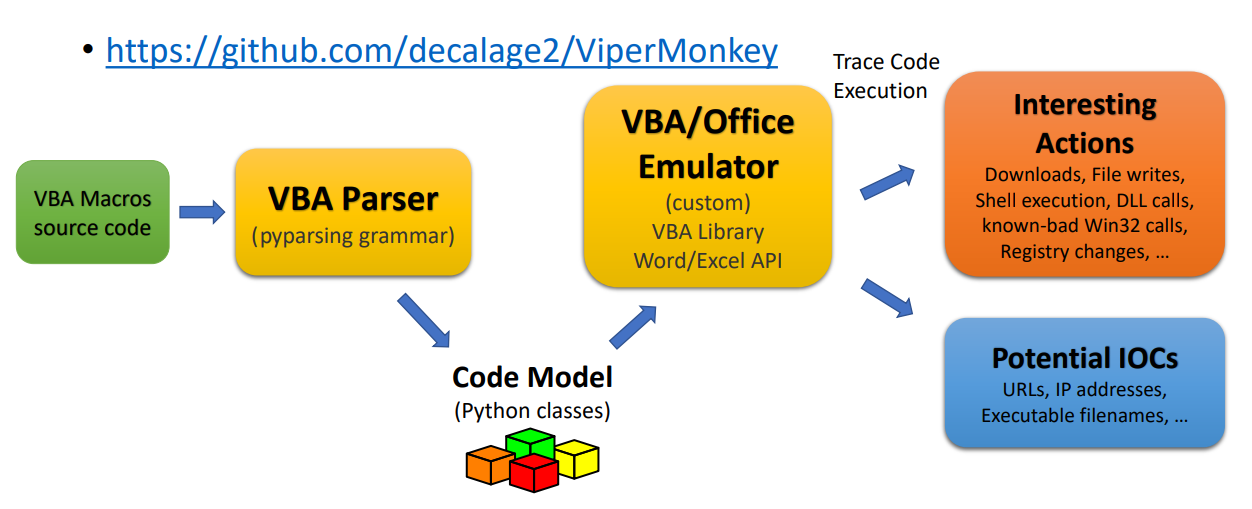 • https://github.com/decalage2/ViperMonkey
VBA Macros
source code
VBA Parser
(pyparsing grammar)
Code Model
(Python classes)
VBA/Office
Emulator
(custom)
VBA Library
Word/Excel API
Trace Code
Execution
Interesting
Actions
Downloads, File writes,
Shell execution, DLL calls,
known-bad Win32 calls,
Registry changes, …
Potential IOCs
URLs, IP addresses,
Executable filenames, …